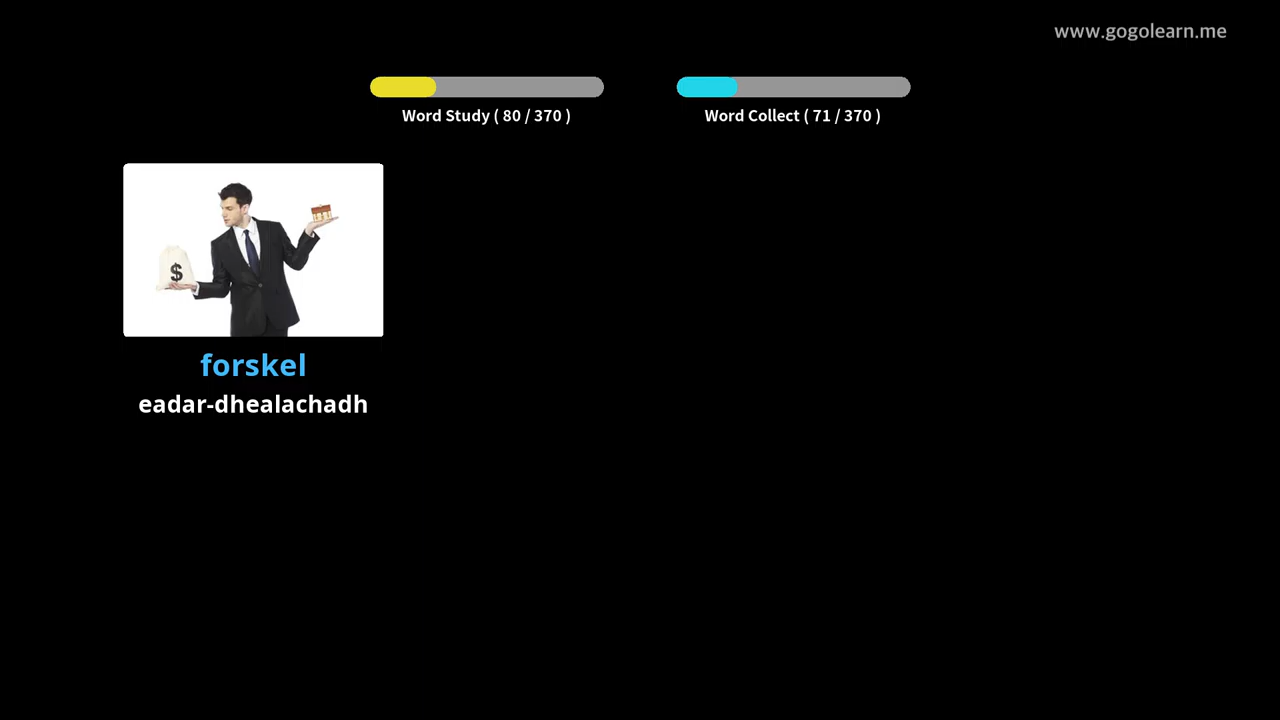 www.gogolearn.me
Word Study ( 80 / 370 )
Word Collect ( 71 / 370 )
$
forskel
eadar-dhealachadh